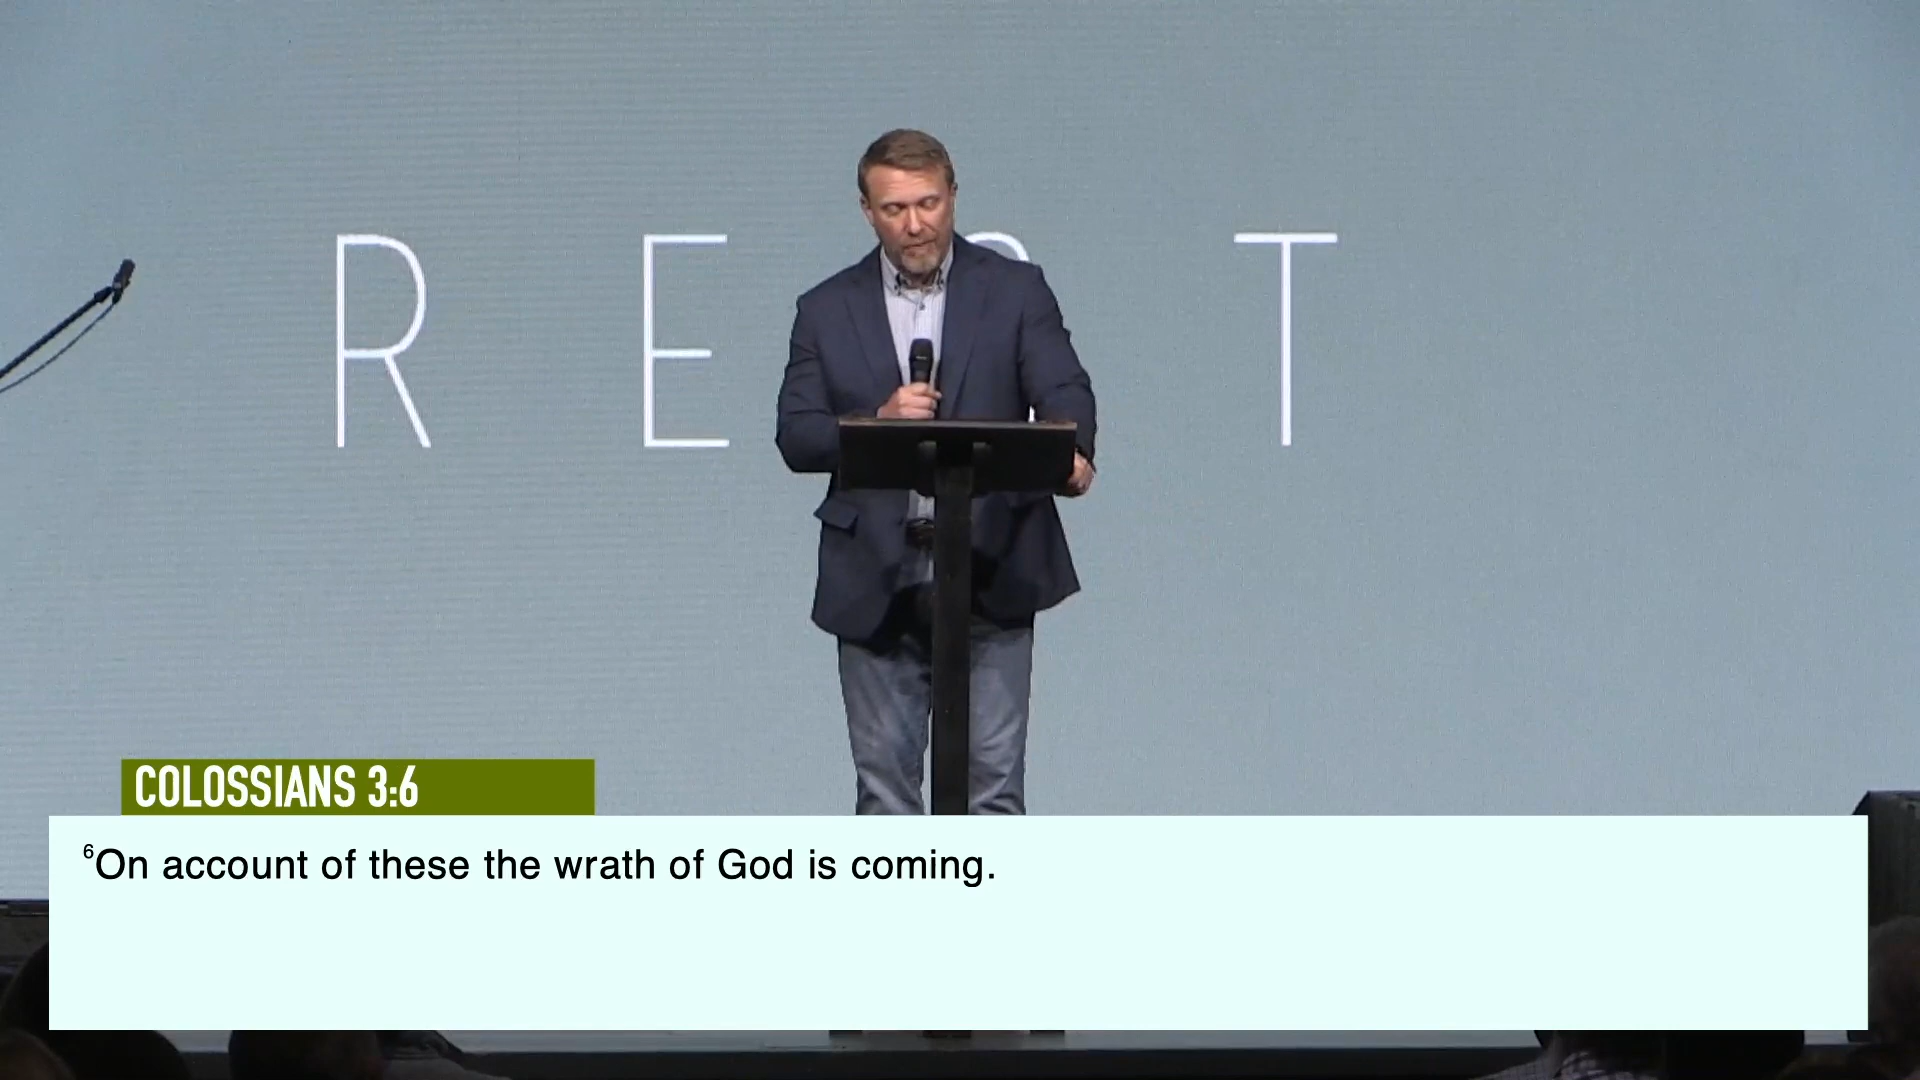 R E S T
COLOSSIANS 3:6
⁶On account of these the wrath of God is coming.